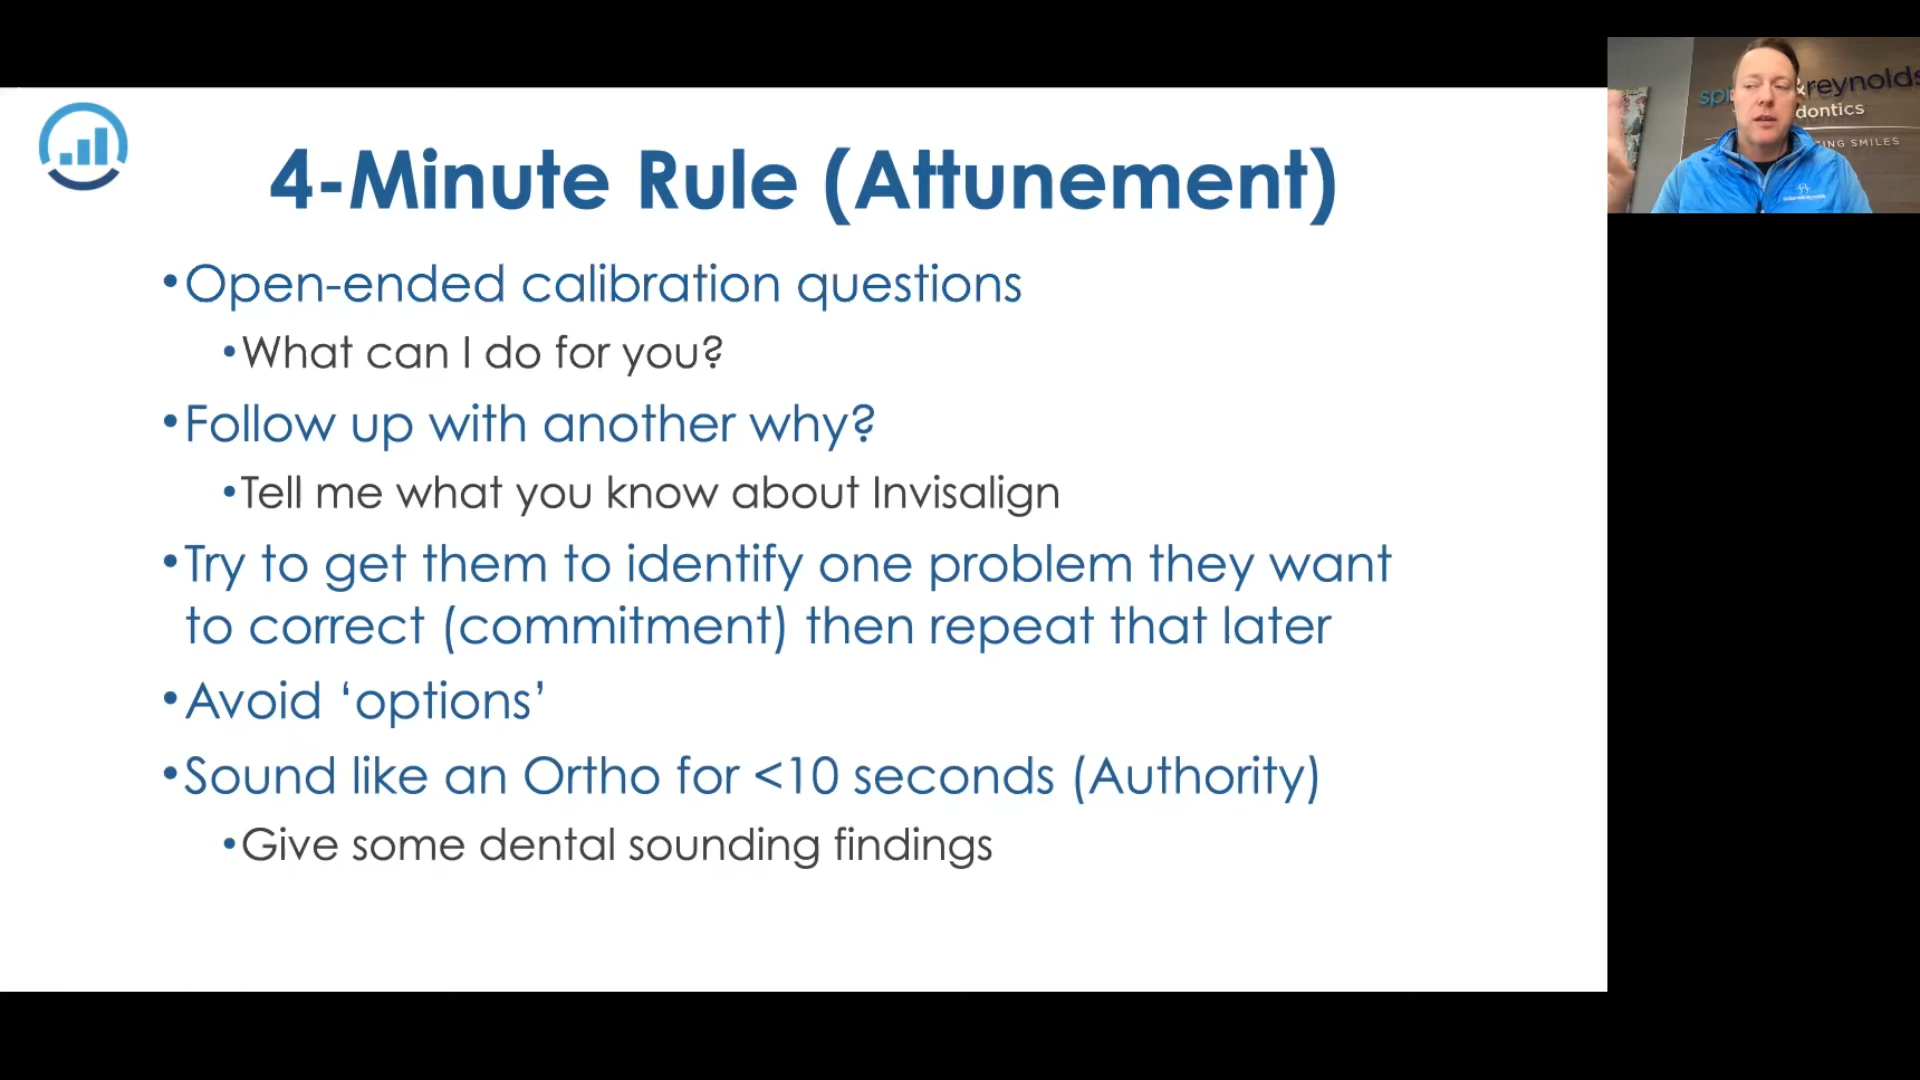 4-Minute Rule (Attunement)
•Open-ended calibration questions
•What can I do for you?
•Follow up with another why?
•Tell me what you know about Invisalign
•Try to get them to identify one problem they want
to correct (commitment) then repeat that later
•Avoid ‘options’
•Sound like an Ortho for <10 seconds (Authority)
•Give some dental sounding findings
&reynolds
SMILES